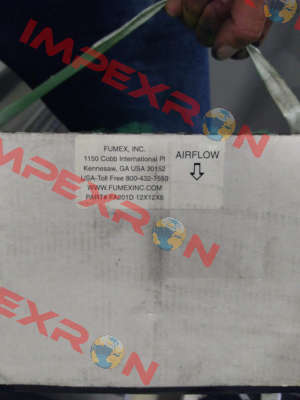 IMPEXRON
FUMEX, INC.
1150 Cobb International Pl
Kennesaw, GA USA 30152
USA-Toll Free 800-432-7550
WWW.FUMEXINC.COM
PART# FA201D 12X12X6
AIRFLOW
IMPEXRON
IMPEXRON